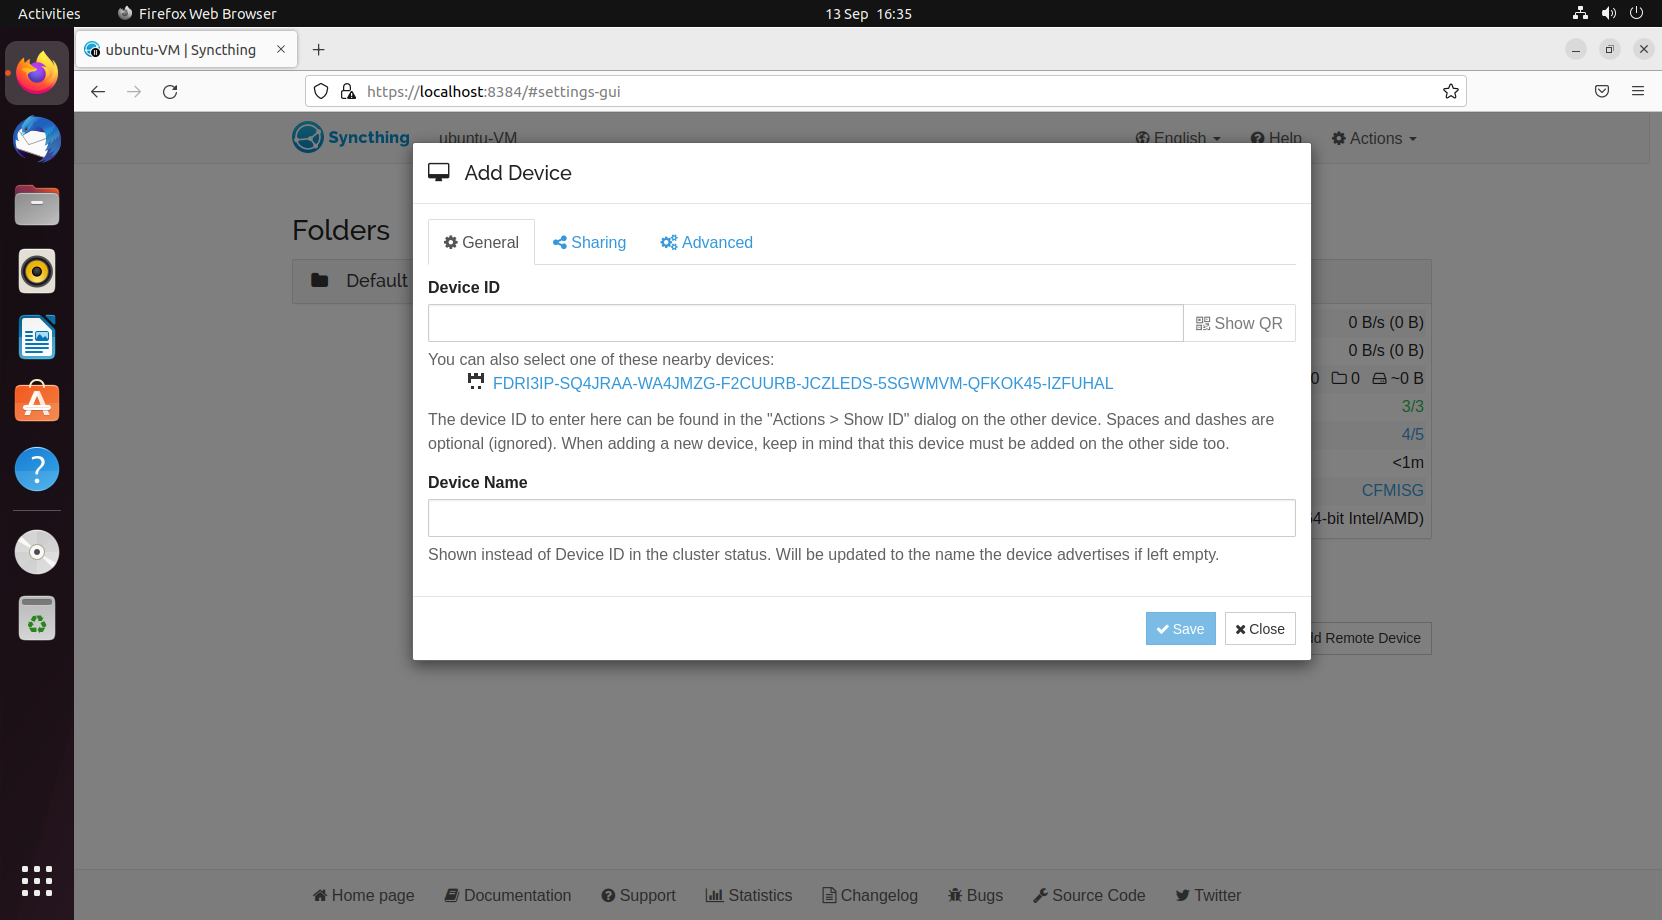 Activities
Firefox Web Browser
13 Sep 16:35
ubuntu-VM | Syncthing
https://localhost:8384/#settings-gui
Syncthing
ubuntu-VM
English
Help
Actions
Add Device
Folders
General
Sharing
Advanced
Default
Device ID
Show QR
0 B/s (0 B)
You can also select one of these nearby devices:
0 B/s (0 B)
FDRI3IP-SQ4JRAA-WA4JMZG-F2CUURB-JCZLEDS-5SGWMVM-QFKOK45-IZFUHAL
0 0 ~0 B
3/3
The device ID to enter here can be found in the "Actions > Show ID" dialog on the other device. Spaces and dashes are
optional (ignored). When adding a new device, keep in mind that this device must be added on the other side too.
4/5
<1m
Device Name
CFMISG
4-bit Intel/AMD)
Shown instead of Device ID in the cluster status. Will be updated to the name the device advertises if left empty.
Save
Close
d Remote Device
Home page
Documentation
Support
Statistics
Changelog
Bugs
Source Code
Twitter